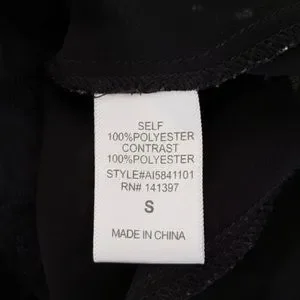 SELF
100%POLYESTER
CONTRAST
100%POLYESTER
STYLE#AI5841101
RN# 141397
S
MADE IN CHINA